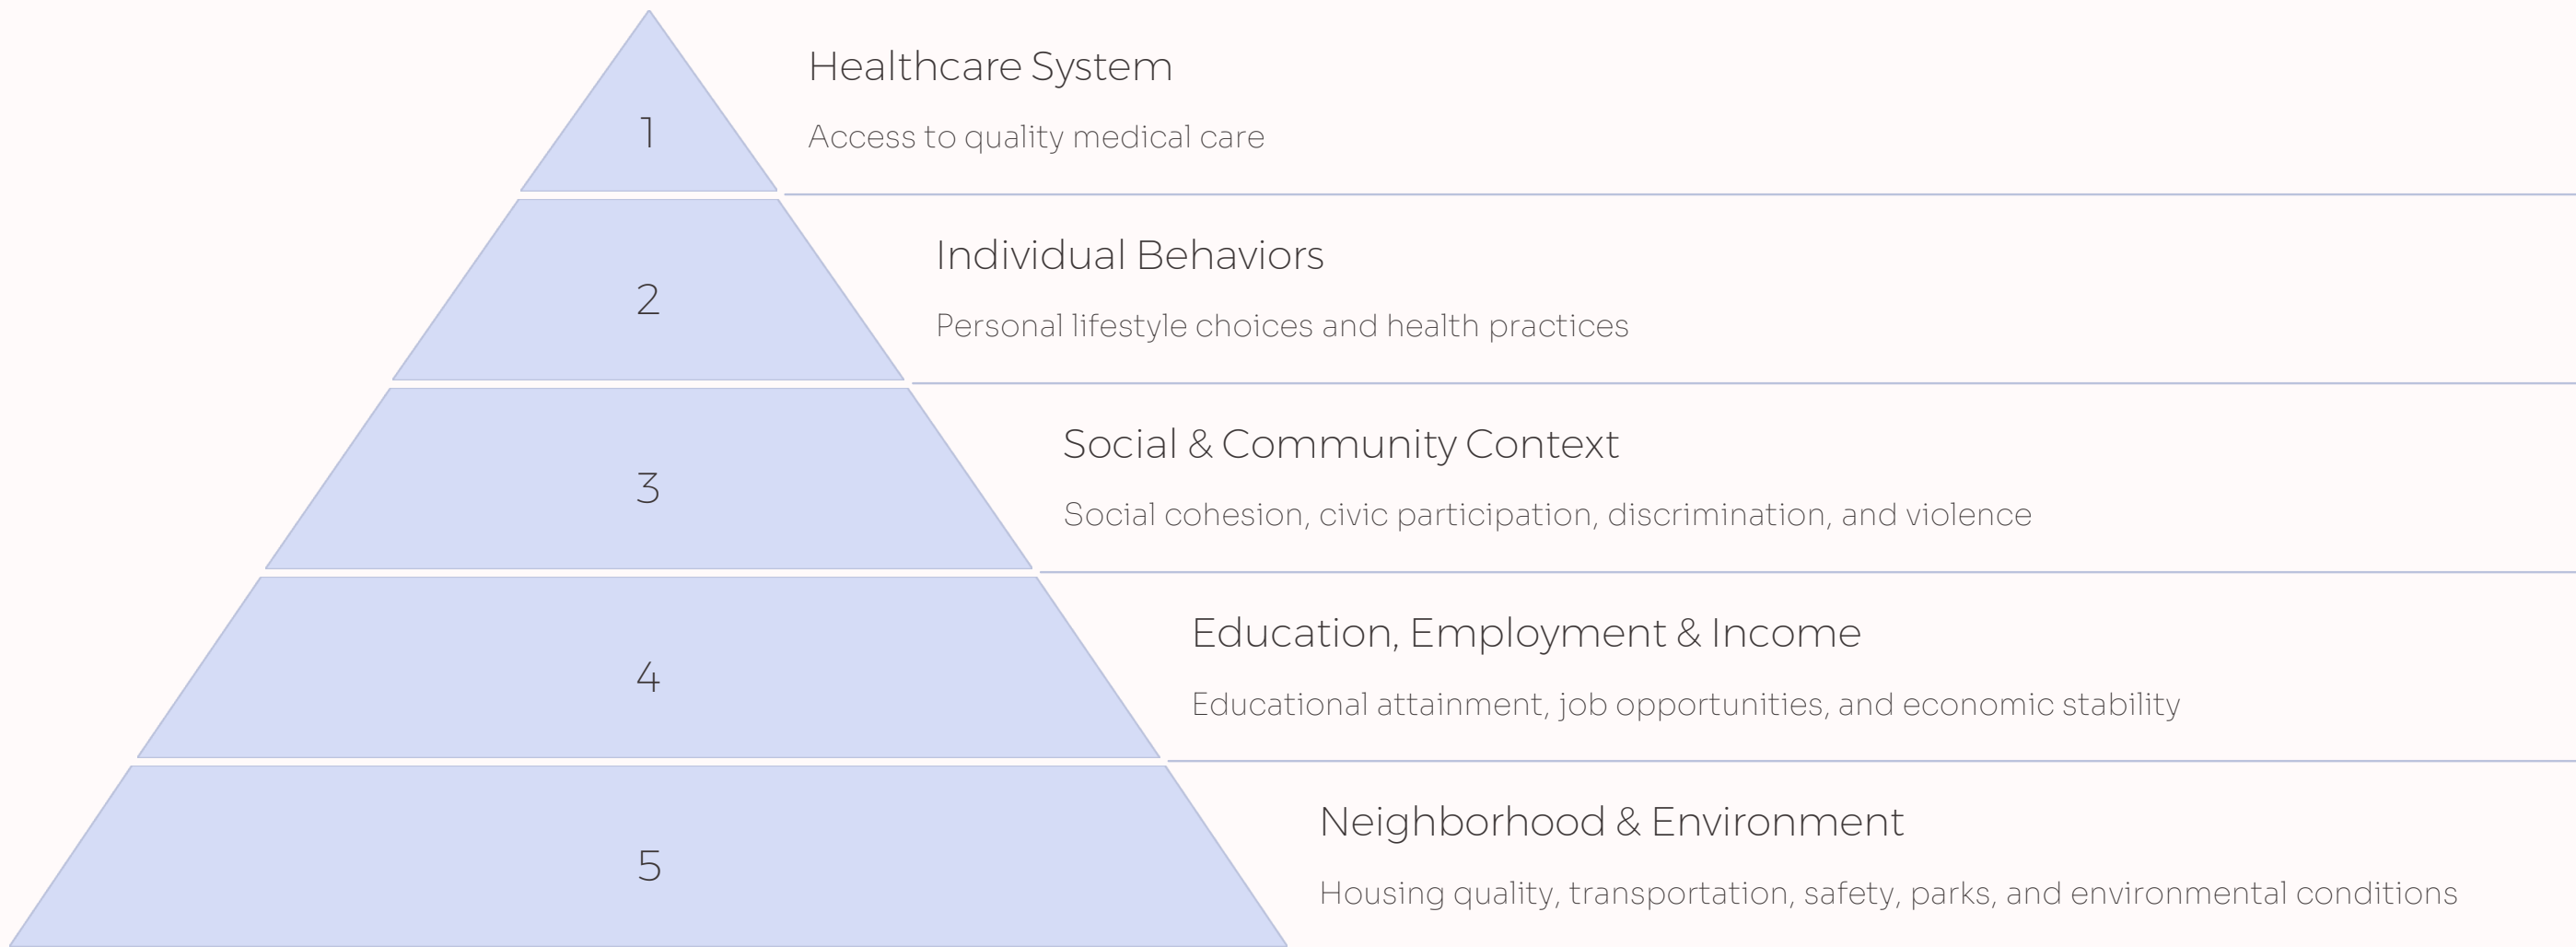 1
Healthcare System
Access to quality medical care
2
Individual Behaviors
Personal lifestyle choices and health practices
3
Social & Community Context
Social cohesion, civic participation, discrimination, and violence
4
Education, Employment & Income
Educational attainment, job opportunities, and economic stability
5
Neighborhood & Environment
Housing quality, transportation, safety, parks, and environmental conditions